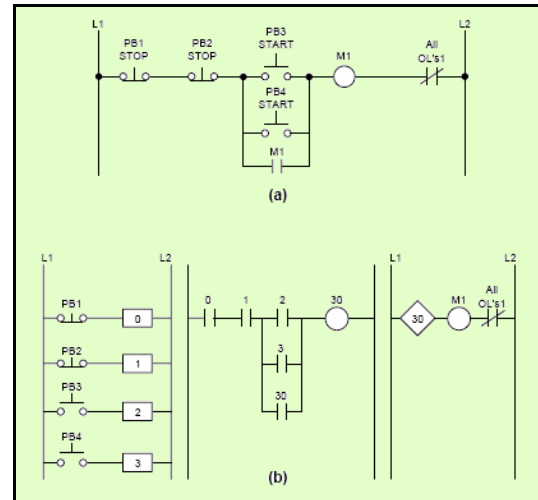 L1
L2
PB1
STOP
PB2
STOP
PB3
START
M1
All
OL's1
PB4
START
M1
(a)
L1
L2
L1
L2
PB1
0
0
1
2
30
30
M1
All
OL's1
PB2
1
3
PB3
2
30
PB4
3
(b)